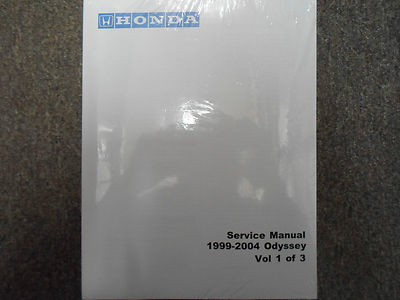 HONDA
Service Manual
1999-2004 Odyssey
Vol 1 of 3